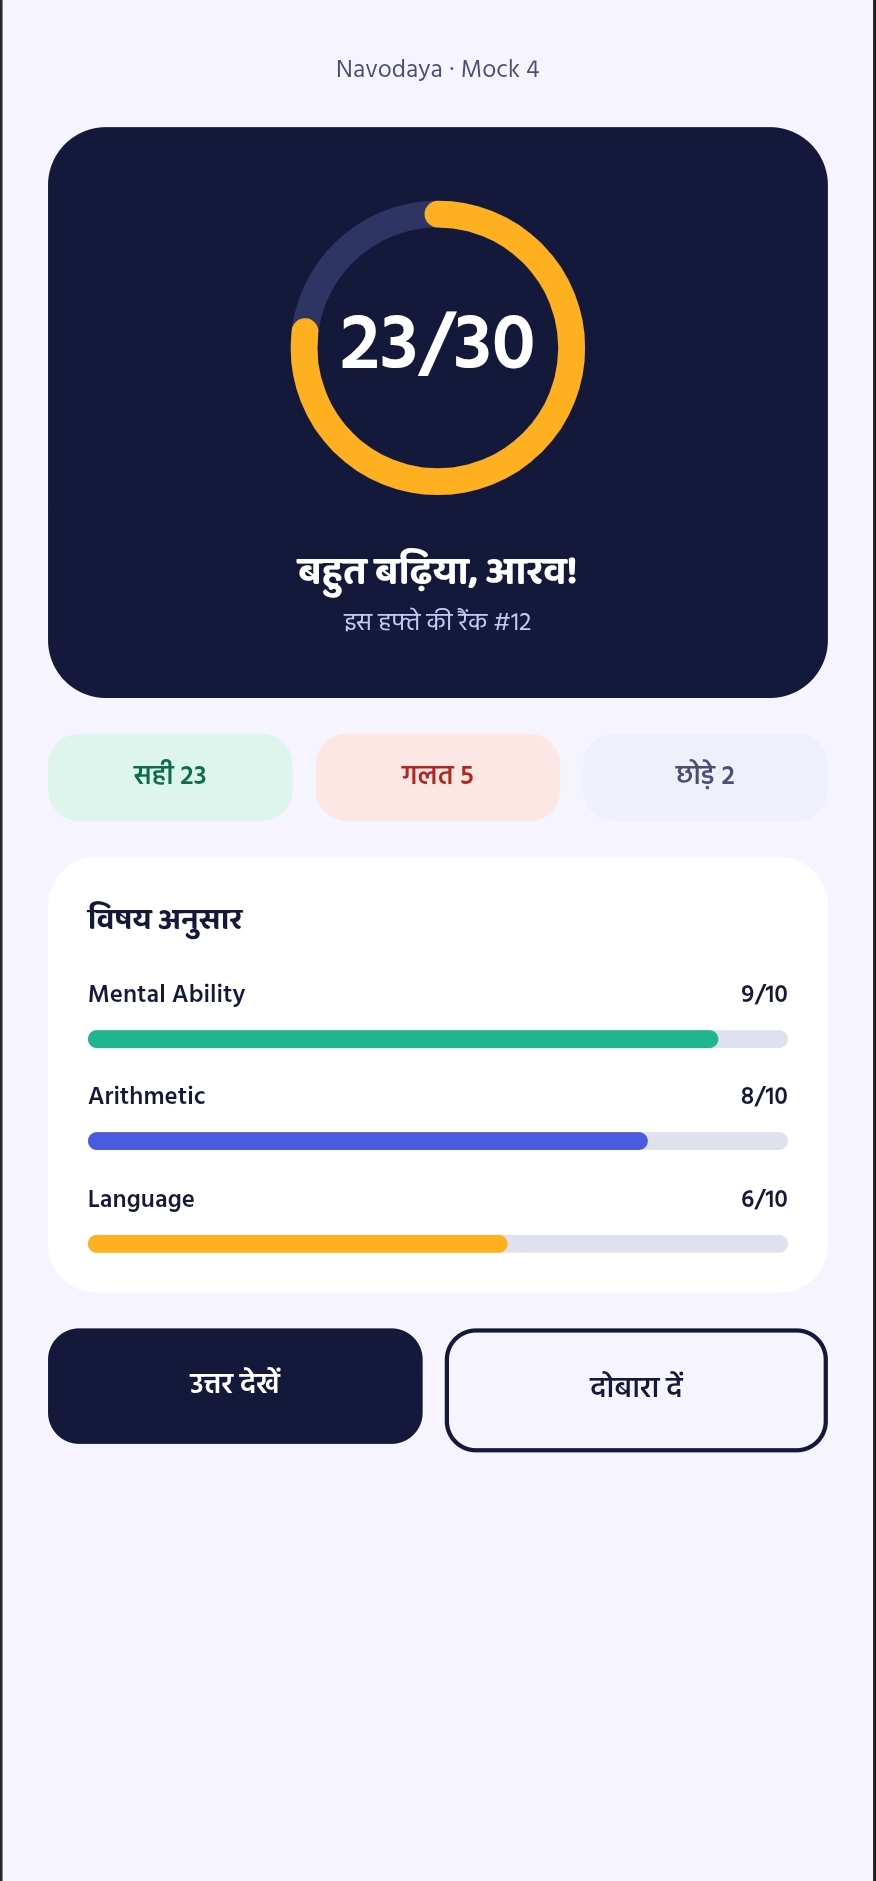 Navodaya · Mock 4
23/30
बहुत बढ़िया, आरव!
इस हफ्ते की रैंक #12
सही 23
गलत 5
छोड़े 2
विषय अनुसार
Mental Ability 9/10
Arithmetic 8/10
Language 6/10
उत्तर देखें
दोबारा दें